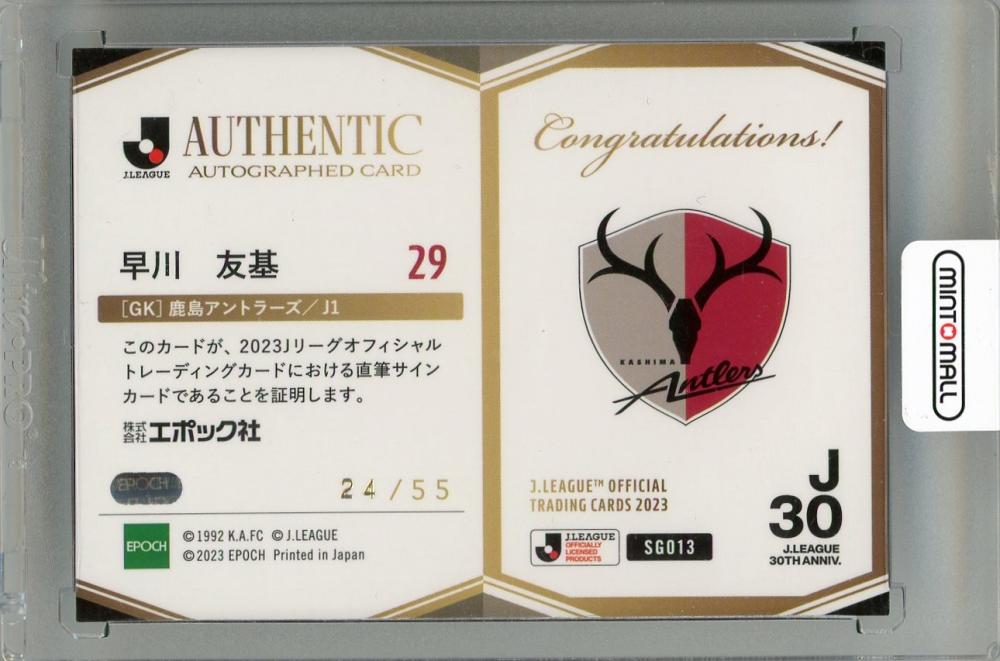 J.LEAGUE
AUTHENTIC
AUTOGRAPHED CARD
早川 友基 29
[GK] 鹿島アントラーズ／J1
このカードが、2023Jリーグオフィシャル
トレーディングカードにおける直筆サイン
カードであることを証明します。
株式会社エポック社
EPOCH
24/55
EPOCH
©1992 K.A.FC ©J.LEAGUE
©2023 EPOCH Printed in Japan
Congratulations!
KASHIMA
Antlers
J.LEAGUE™ OFFICIAL
TRADING CARDS 2023
J.LEAGUE
OFFICIALLY
LICENSED
PRODUCTS
SG013
J
30
J.LEAGUE
30TH ANNIV.
MINTMALL